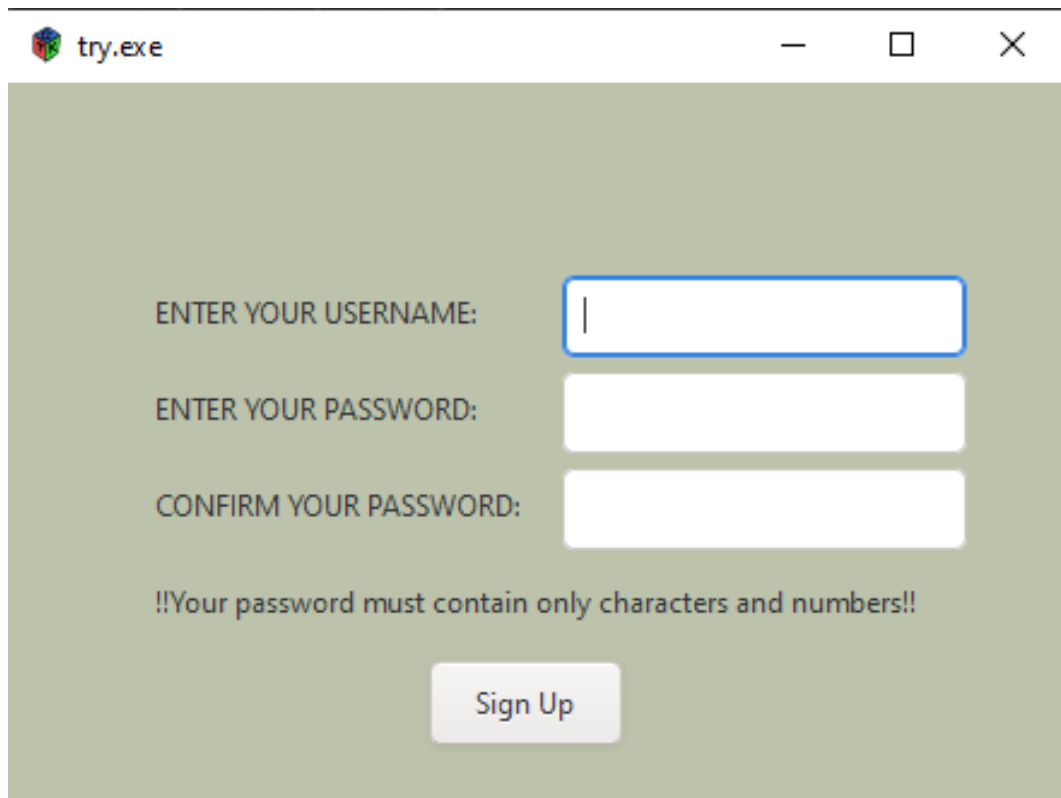 try.exe
ENTER YOUR USERNAME:
ENTER YOUR PASSWORD:
CONFIRM YOUR PASSWORD:
!!Your password must contain only characters and numbers!!
Sign Up